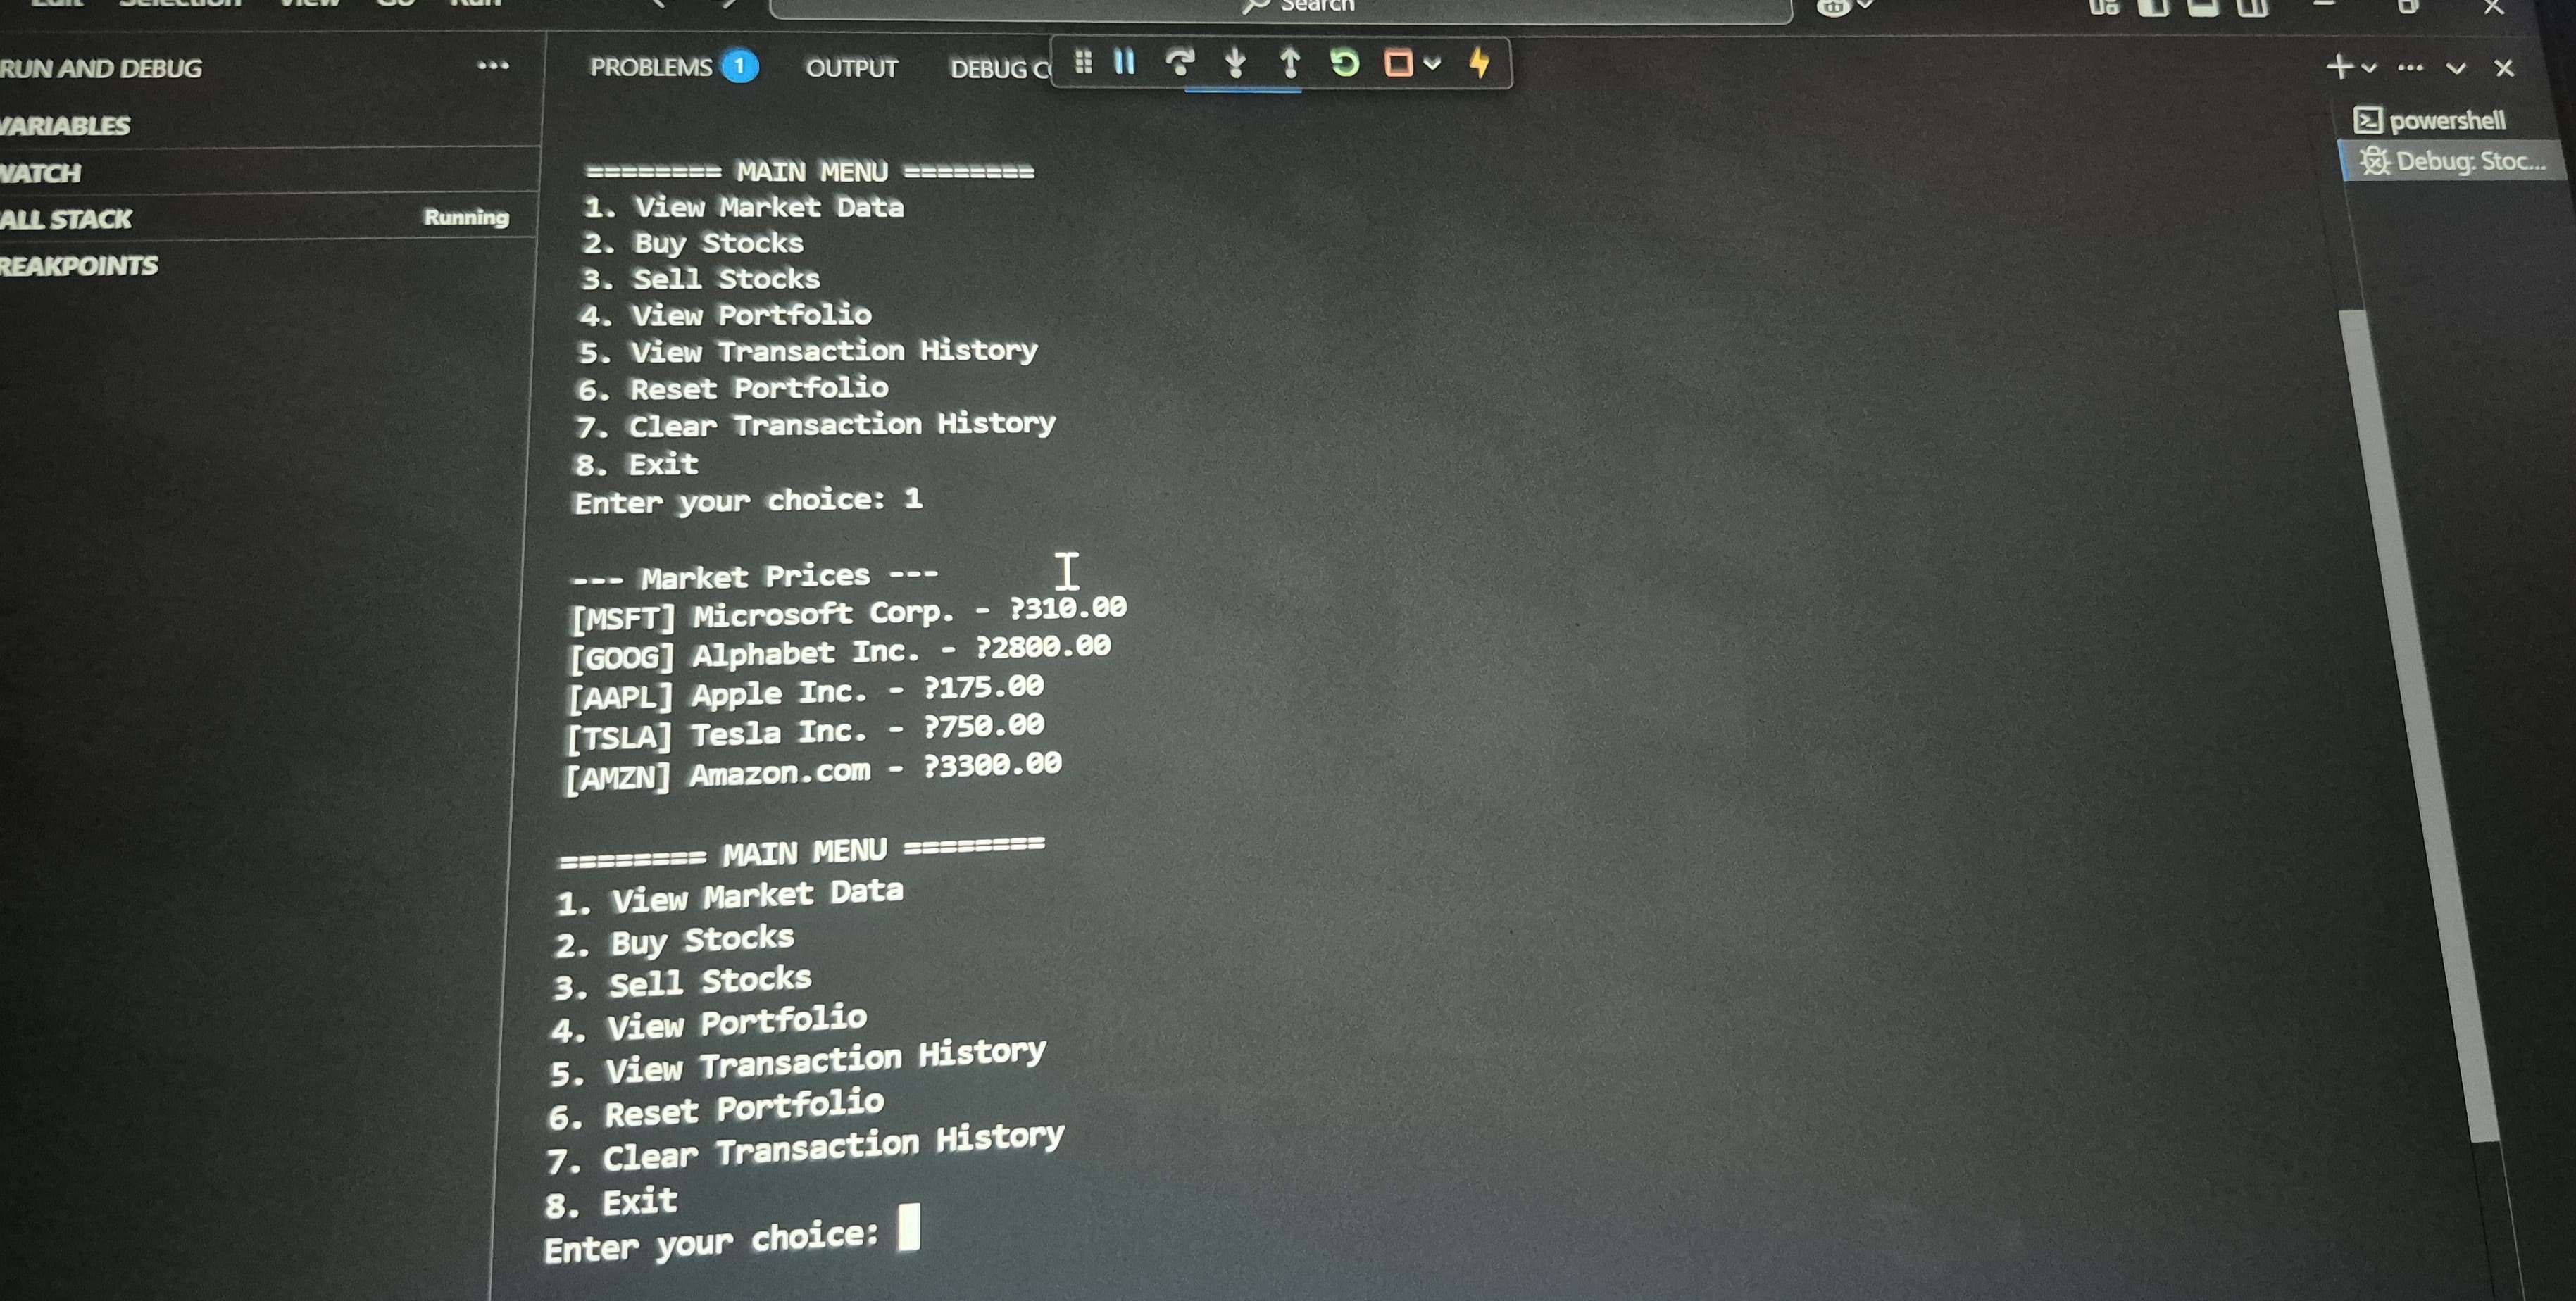 Selection View Go Run
Search
RUN AND DEBUG
PROBLEMS 1 OUTPUT
VARIABLES
WATCH
Running
powershell
Debug: Stoc...
======== MAIN MENU ========
1. View Market Data
2. Buy Stocks
3. Sell Stocks
4. View Portfolio
5. View Transaction History
6. Reset Portfolio
7. Clear Transaction History
8. Exit
Enter your choice: 1
--- Market Prices ---
[MSFT] Microsoft Corp. - ?310.00
[GOOG] Alphabet Inc. - ?2800.00
[AAPL] Apple Inc. - ?175.00
[TSLA] Tesla Inc. - ?750.00
[AMZN] Amazon.com - ?3300.00
======== MAIN MENU ========
1. View Market Data
2. Buy Stocks
3. Sell Stocks
4. View Portfolio
5. View Transaction History
6. Reset Portfolio
7. Clear Transaction History
8. Exit
Enter your choice: